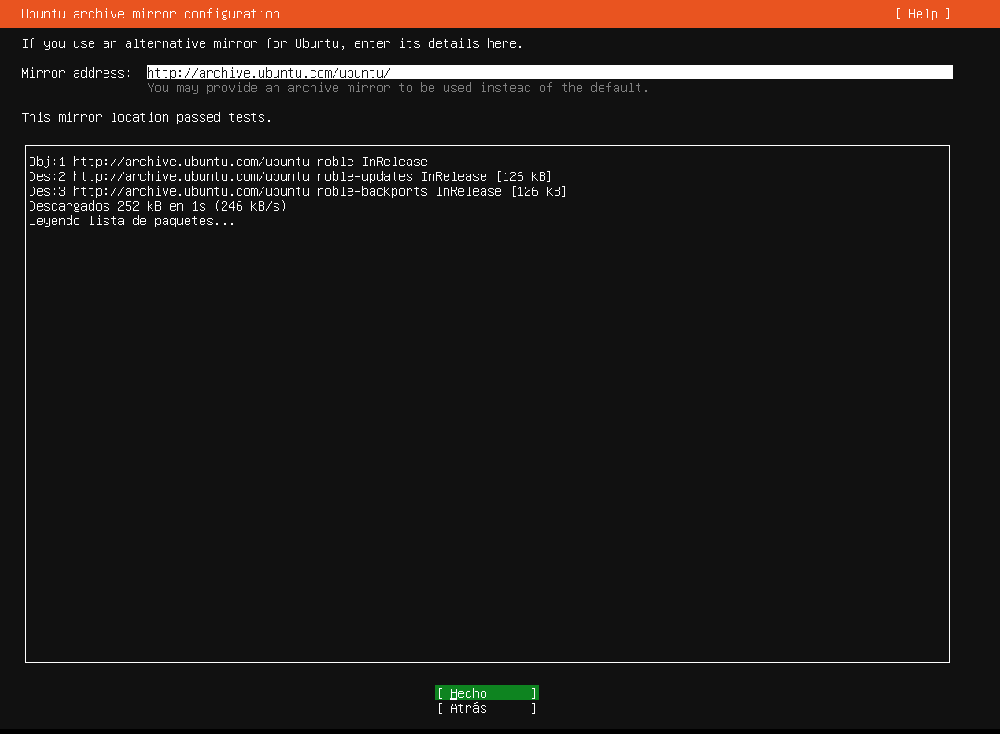 Ubuntu archive mirror configuration [ Help ]
If you use an alternative mirror for Ubuntu, enter its details here.
Mirror address: http://archive.ubuntu.com/ubuntu/
You may provide an archive mirror to be used instead of the default.
This mirror location passed tests.
Obj:1 http://archive.ubuntu.com/ubuntu noble InRelease
Des:2 http://archive.ubuntu.com/ubuntu noble-updates InRelease [126 kB]
Des:3 http://archive.ubuntu.com/ubuntu noble-backports InRelease [126 kB]
Descargados 252 kB en 1s (246 kB/s)
Leyendo lista de paquetes...
[ Hecho ]
[ Atrás ]